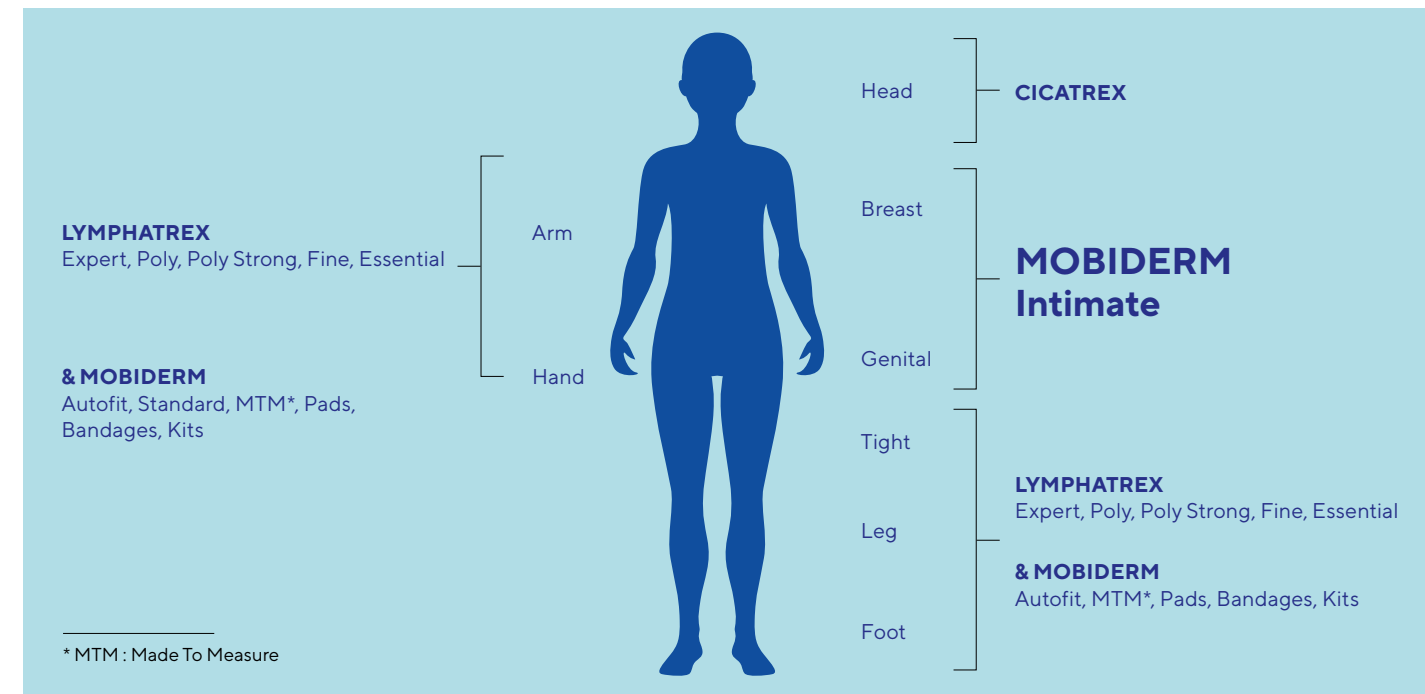 LYMPHATREX
Expert, Poly, Poly Strong, Fine, Essential
& MOBIDERM
Autofit, Standard, MTM*, Pads,
Bandages, Kits
Arm
Hand
Head
CICATREX
Breast
Genital
MOBIDERM
Intimate
Tight
Leg
Foot
LYMPHATREX
Expert, Poly, Poly Strong, Fine, Essential
& MOBIDERM
Autofit, MTM*, Pads, Bandages, Kits
* MTM : Made To Measure